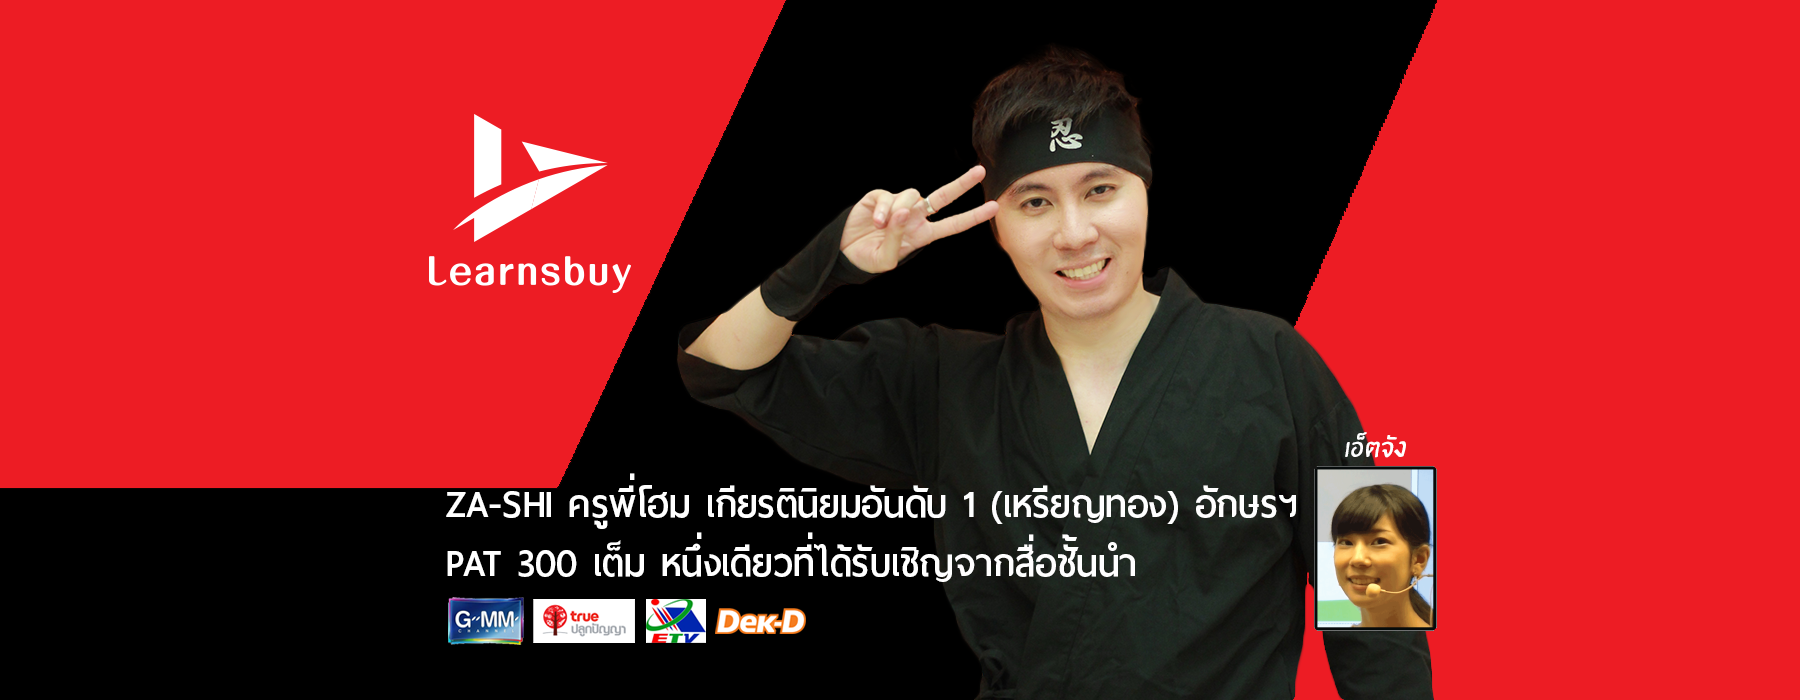 忍
Learnsbuy
เอ็ตจัง
ZA-SHI ครูพี่โฮม เกียรตินิยมอันดับ 1 (เหรียญทอง) อักษรฯ
PAT 300 เต็ม หนึ่งเดียวที่ได้รับเชิญจากสื่อชั้นนำ
G-MM
CHANNEL
true
ปลูกปัญญา
ETV
DEK-D